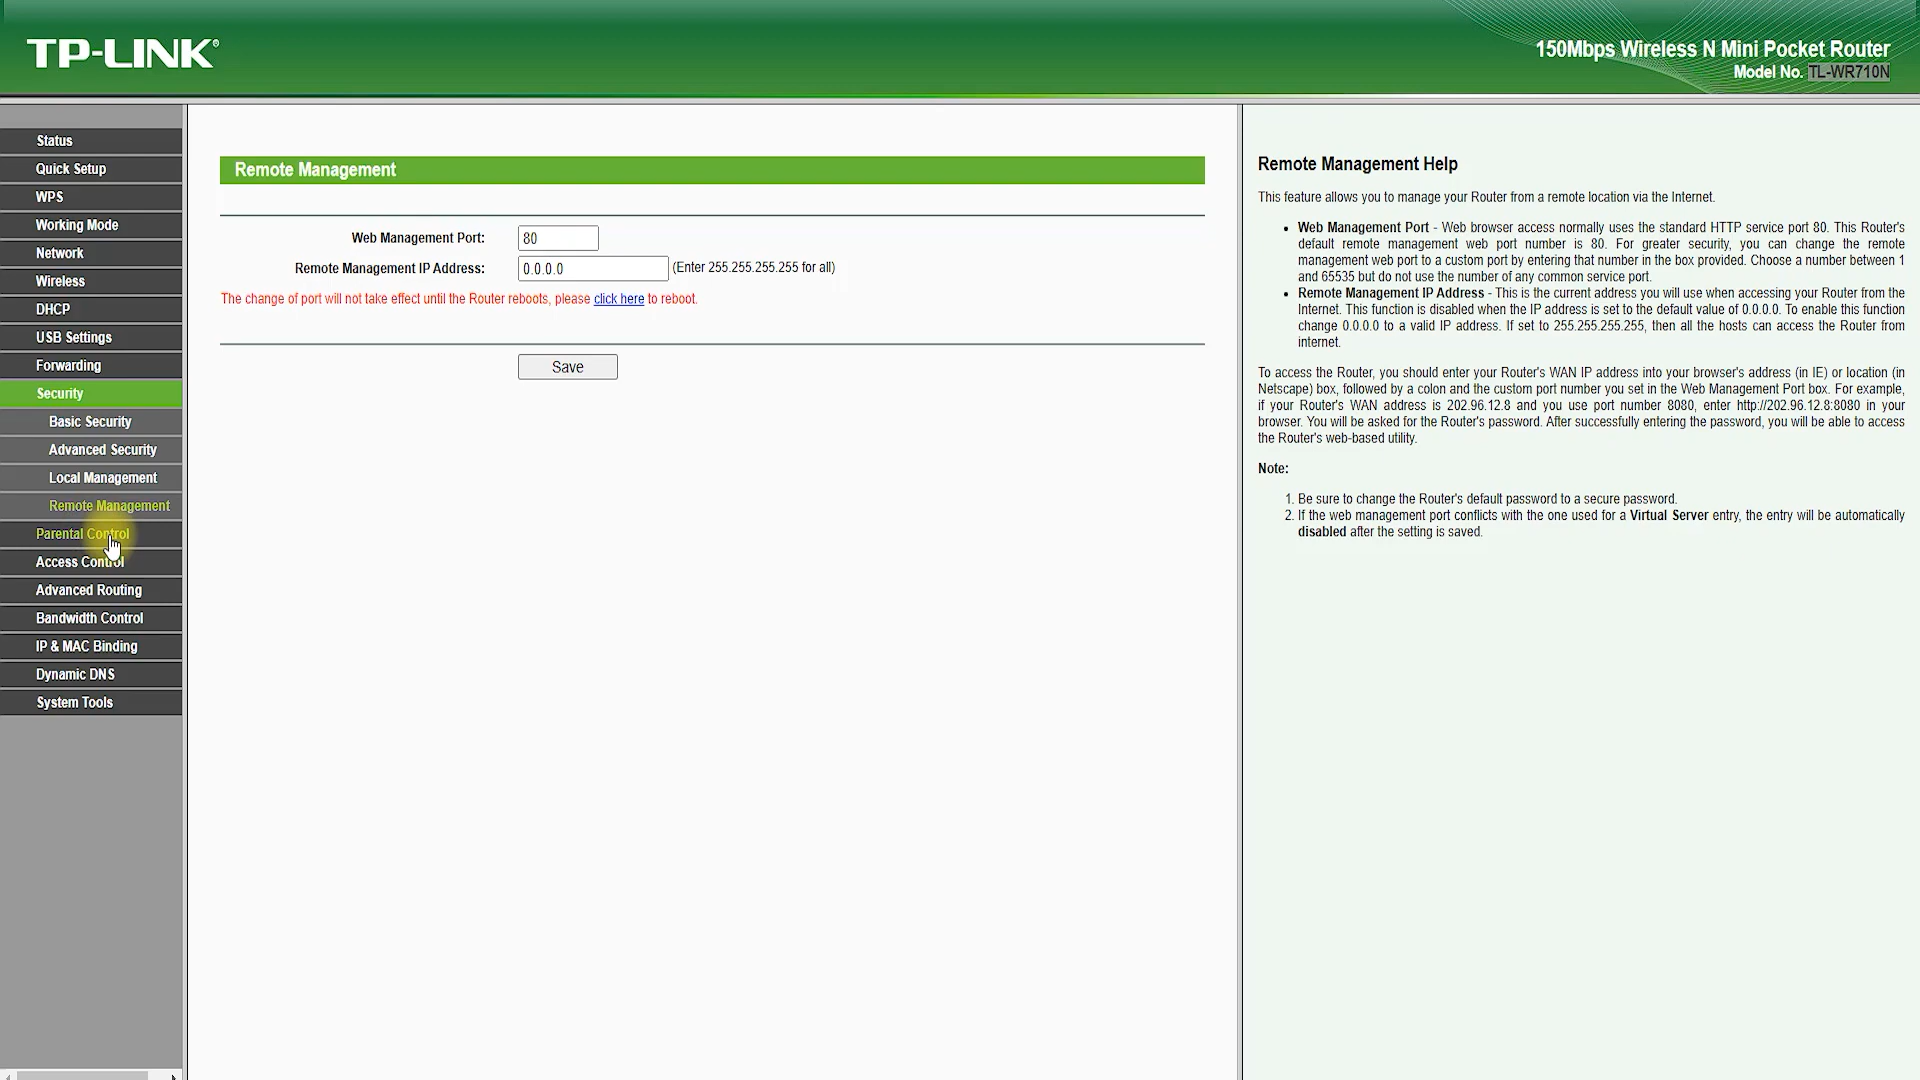 TP-LINK®
150Mbps Wireless N Mini Pocket Router
Model No. TL-WR710N
Status
Quick Setup
WPS
Working Mode
Network
Wireless
DHCP
USB Settings
Forwarding
Security
Basic Security
Advanced Security
Local Management
Remote Management
Parental Control
Access Control
Advanced Routing
Bandwidth Control
IP & MAC Binding
Dynamic DNS
System Tools
Remote Management
Web Management Port: 80
Remote Management IP Address: 0.0.0.0 (Enter 255.255.255.255 for all)
The change of port will not take effect until the Router reboots, please click here to reboot.
Save
Remote Management Help
This feature allows you to manage your Router from a remote location via the Internet.
• Web Management Port - Web browser access normally uses the standard HTTP service port 80. This Router's
default remote management web port number is 80. For greater security, you can change the remote
management web port to a custom port by entering that number in the box provided. Choose a number between 1
and 65535 but do not use the number of any common service port.
• Remote Management IP Address - This is the current address you will use when accessing your Router from the
Internet. This function is disabled when the IP address is set to the default value of 0.0.0.0. To enable this function
change 0.0.0.0 to a valid IP address. If set to 255.255.255.255, then all the hosts can access the Router from
internet.
To access the Router, you should enter your Router's WAN IP address into your browser's address (in IE) or location (in
Netscape) box, followed by a colon and the custom port number you set in the Web Management Port box. For example,
if your Router's WAN address is 202.96.12.8 and you use port number 8080, enter http://202.96.12.8:8080 in your
browser. You will be asked for the Router's password. After successfully entering the password, you will be able to access
the Router's web-based utility.
Note:
1. Be sure to change the Router's default password to a secure password.
2. If the web management port conflicts with the one used for a Virtual Server entry, the entry will be automatically
disabled after the setting is saved.